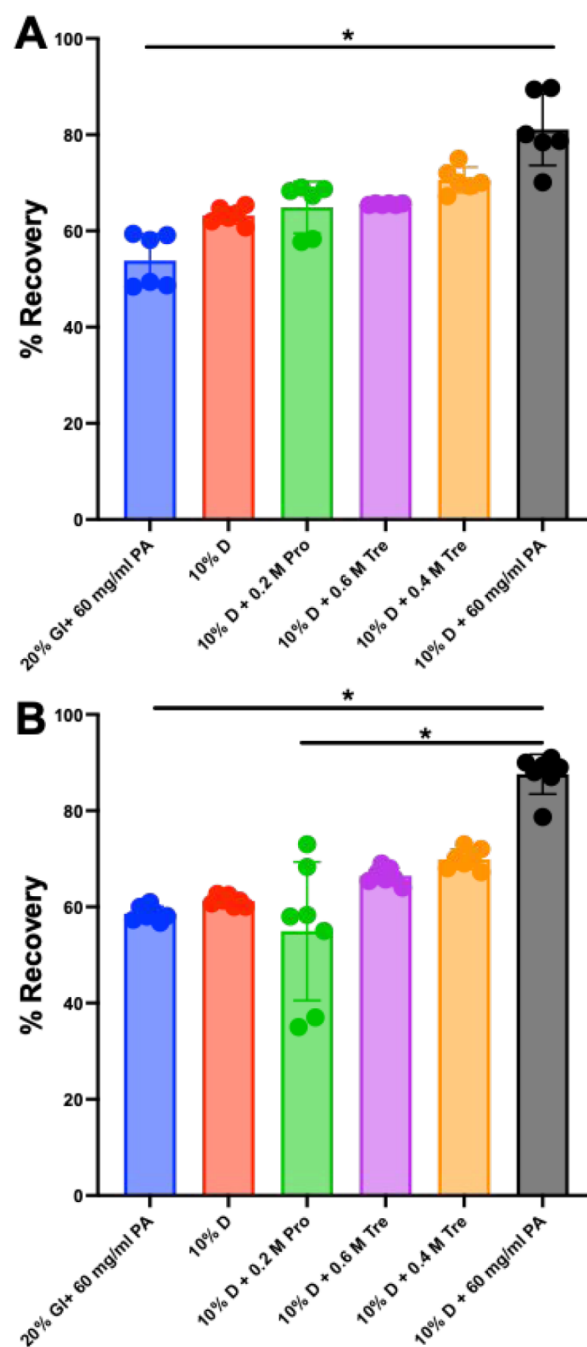 A
*
100
80
60
40
20
0
% Recovery
20% Gl+ 60 mg/ml PA
10% D
10% D + 0.2 M Pro
10% D + 0.6 M Tre
10% D + 0.4 M Tre
10% D + 60 mg/ml PA
B
*
*
100
80
60
40
20
0
% Recovery
20% Gl+ 60 mg/ml PA
10% D
10% D + 0.2 M Pro
10% D + 0.6 M Tre
10% D + 0.4 M Tre
10% D + 60 mg/ml PA